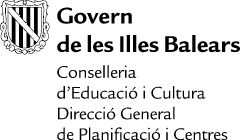 Govern
de les Illes Balears
Conselleria
d'Educació i Cultura
Direcció General
de Planificació i Centres